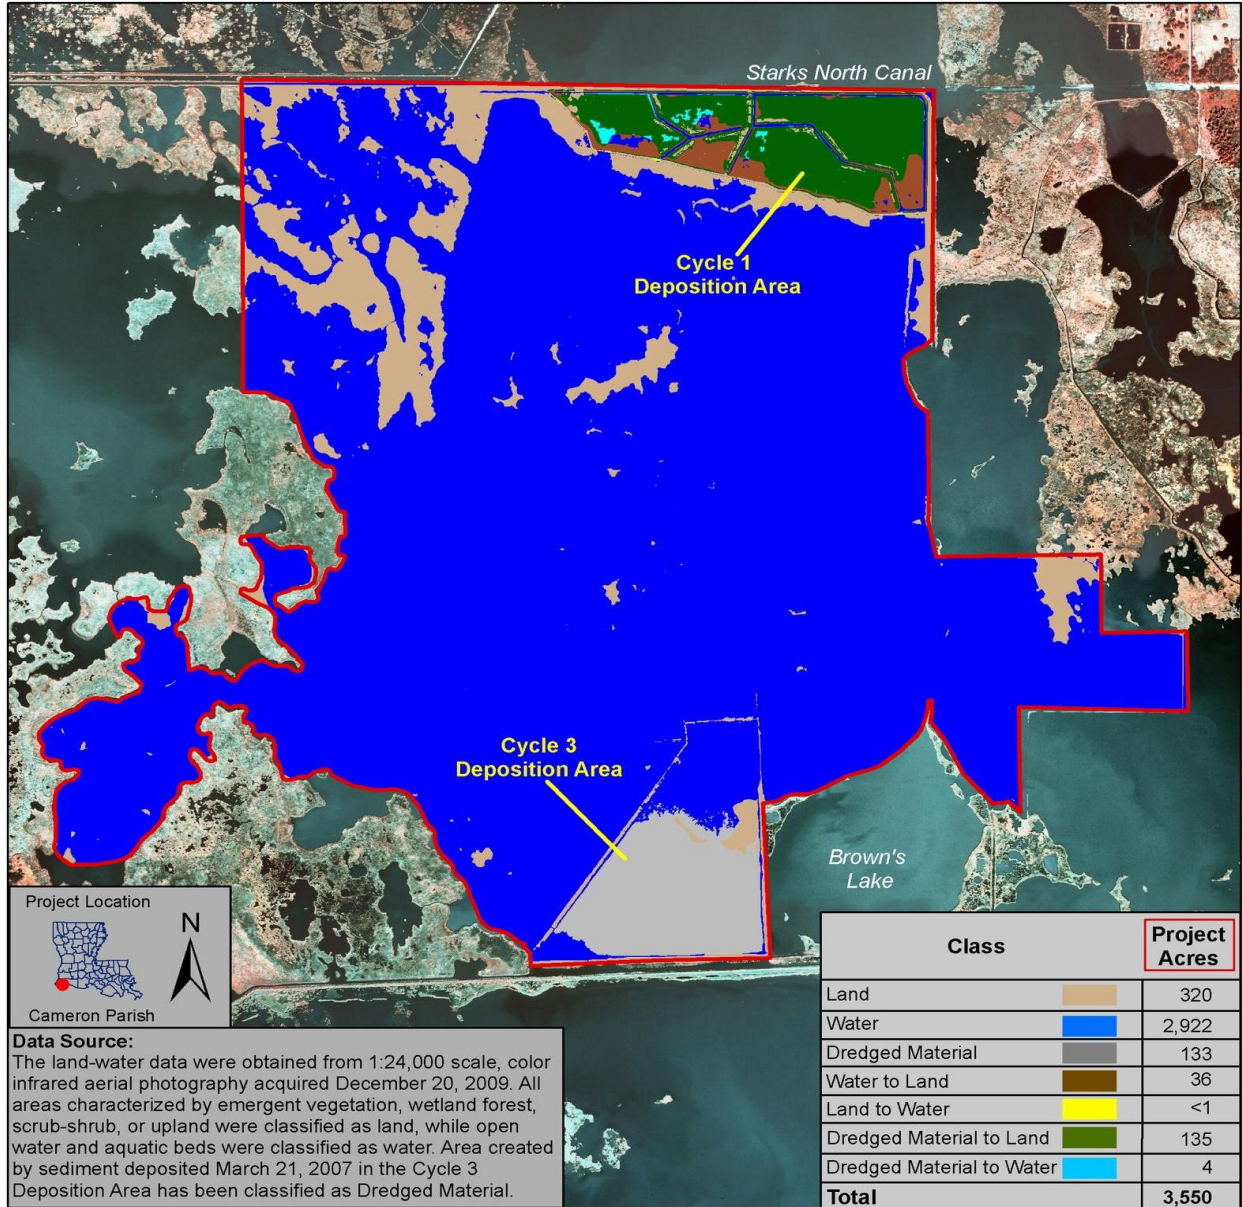 Starks North Canal
Cycle 1
Deposition Area
Cycle 3
Deposition Area
Brown's
Lake
Project Location
N
Cameron Parish
Data Source:
The land-water data were obtained from 1:24,000 scale, color
infrared aerial photography acquired December 20, 2009. All
areas characterized by emergent vegetation, wetland forest,
scrub-shrub, or upland were classified as land, while open
water and aquatic beds were classified as water. Area created
by sediment deposited March 21, 2007 in the Cycle 3
Deposition Area has been classified as Dredged Material.
Class Project
Acres
Land 320
Water 2,922
Dredged Material 133
Water to Land 36
Land to Water <1
Dredged Material to Land 135
Dredged Material to Water 4
Total 3,550